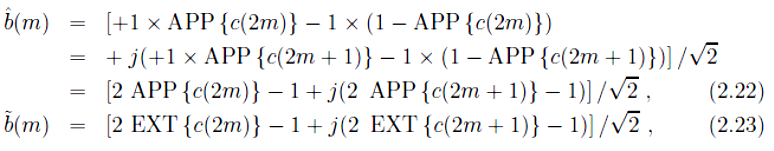 b̂(m) = [+1 × APP {c(2m)} − 1 × (1 − APP {c(2m)})
= + j(+1 × APP {c(2m + 1)} − 1 × (1 − APP {c(2m + 1)})] /√2
= [2 APP {c(2m)} − 1 + j(2 APP {c(2m + 1)} − 1)] /√2 , (2.22)
b̃(m) = [2 EXT {c(2m)} − 1 + j(2 EXT {c(2m + 1)} − 1)] /√2 , (2.23)